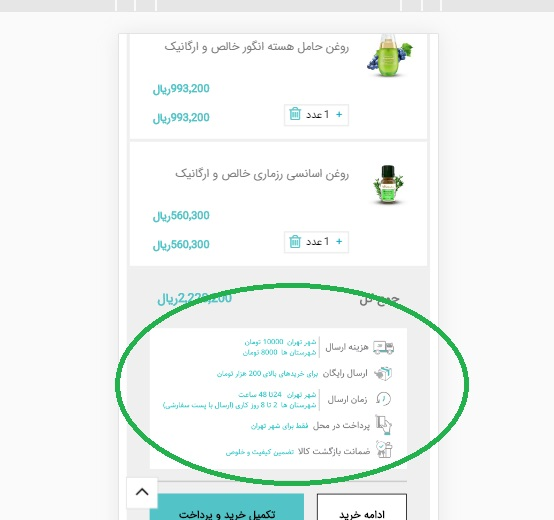 روغن حامل هسته انگور خالص و ارگانیک
993,200ریال
+ 1 عدد
993,200ریال
روغن اسانسی رزماری خالص و ارگانیک
560,300ریال
+ 1 عدد
560,300ریال
جمع کل
ریال
هزینه ارسال
شهر تهران 10000 تومان
شهرستان ها 8000 تومان
ارسال رایگان برای خریدهای بالای 200 هزار تومان
زمان ارسال
شهر تهران 24تا 48 ساعت
شهرستان ها 2 تا 8 روز کاری (ارسال با پست سفارشی)
پرداخت در محل فقط برای شهر تهران
ضمانت بازگشت کالا تضمین کیفیت و خلوص
ادامه خرید
تکمیل خرید و پرداخت